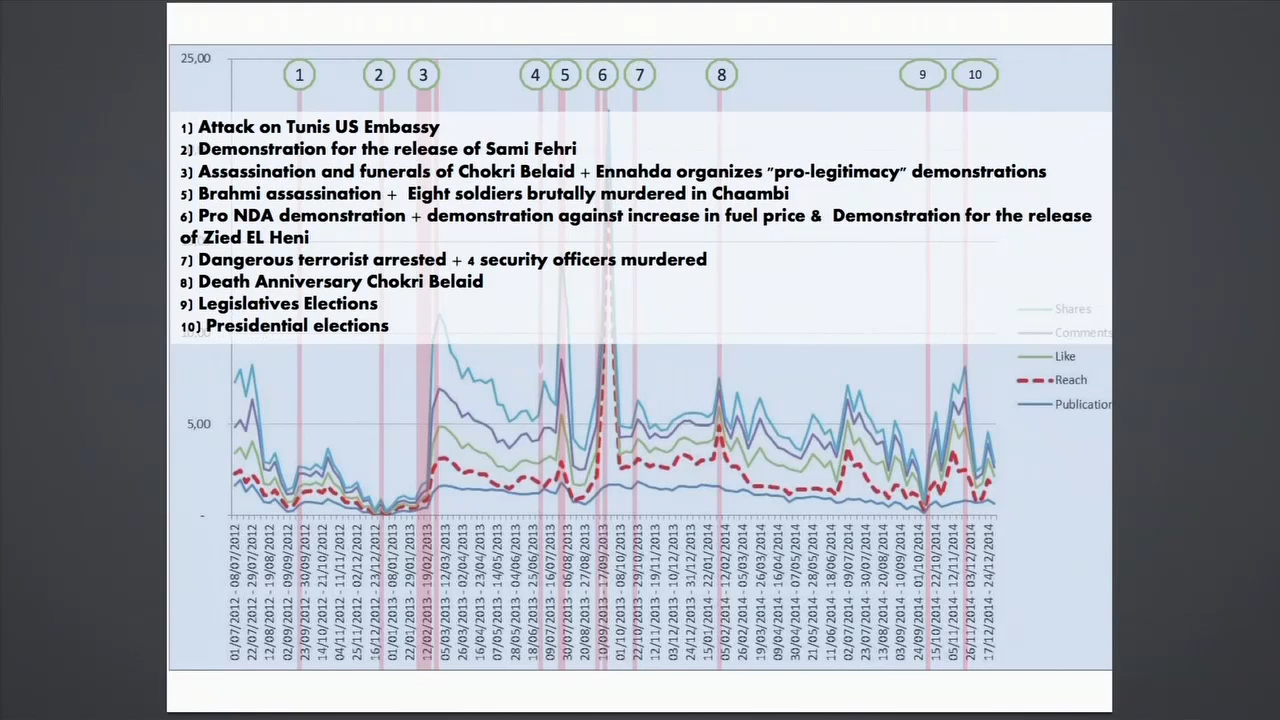 25,00
1 2 3 4 5 6 7 8 9 10
1) Attack on Tunis US Embassy
2) Demonstration for the release of Sami Fehri
3) Assassination and funerals of Chokri Belaid + Ennahda organizes "pro-legitimacy" demonstrations
5) Brahmi assassination + Eight soldiers brutally murdered in Chaambi
6) Pro NDA demonstration + demonstration against increase in fuel price & Demonstration for the release
of Zied EL Heni
7) Dangerous terrorist arrested + 4 security officers murdered
8) Death Anniversary Chokri Belaid
9) Legislatives Elections
10) Presidential elections
Shares
10,00
Comments
Like
Reach
Publication
5,00
-
01/07/2012 - 08/07/2012
22/07/2012 - 29/07/2012
12/08/2012 - 19/08/2012
02/09/2012 - 09/09/2012
23/09/2012 - 30/09/2012
14/10/2012 - 21/10/2012
04/11/2012 - 11/11/2012
25/11/2012 - 02/12/2012
16/12/2012 - 23/12/2012
01/01/2013 - 08/01/2013
22/01/2013 - 29/01/2013
12/02/2013 - 19/02/2013
05/03/2013 - 12/03/2013
26/03/2013 - 02/04/2013
16/04/2013 - 23/04/2013
07/05/2013 - 14/05/2013
28/05/2013 - 04/06/2013
18/06/2013 - 25/06/2013
09/07/2013 - 16/07/2013
30/07/2013 - 06/08/2013
20/08/2013 - 27/08/2013
10/09/2013 - 17/09/2013
01/10/2013 - 08/10/2013
22/10/2013 - 29/10/2013
12/11/2013 - 19/11/2013
03/12/2013 - 10/12/2013
24/12/2013 - 31/12/2013
15/01/2014 - 22/01/2014
05/02/2014 - 12/02/2014
26/02/2014 - 05/03/2014
19/03/2014 - 26/03/2014
09/04/2014 - 16/04/2014
30/04/2014 - 07/05/2014
21/05/2014 - 28/05/2014
11/06/2014 - 18/06/2014
02/07/2014 - 09/07/2014
23/07/2014 - 30/07/2014
13/08/2014 - 20/08/2014
03/09/2014 - 10/09/2014
24/09/2014 - 01/10/2014
15/10/2014 - 22/10/2014
05/11/2014 - 12/11/2014
26/11/2014 - 03/12/2014
17/12/2014 - 24/12/2014